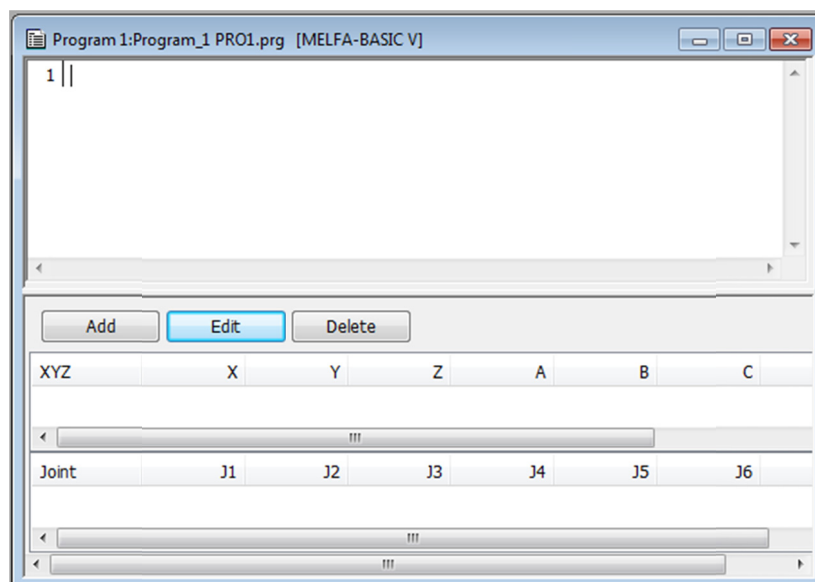 Program 1:Program_1 PRO1.prg [MELFA-BASIC V]
1
Add Edit Delete
XYZ X Y Z A B C
Joint J1 J2 J3 J4 J5 J6